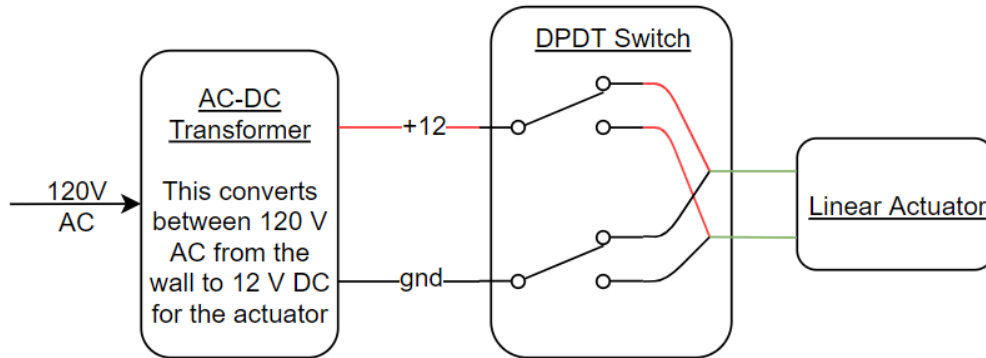 120V
AC
AC-DC
Transformer
This converts
between 120 V
AC from the
wall to 12 V DC
for the actuator
+12
gnd
DPDT Switch
Linear Actuator